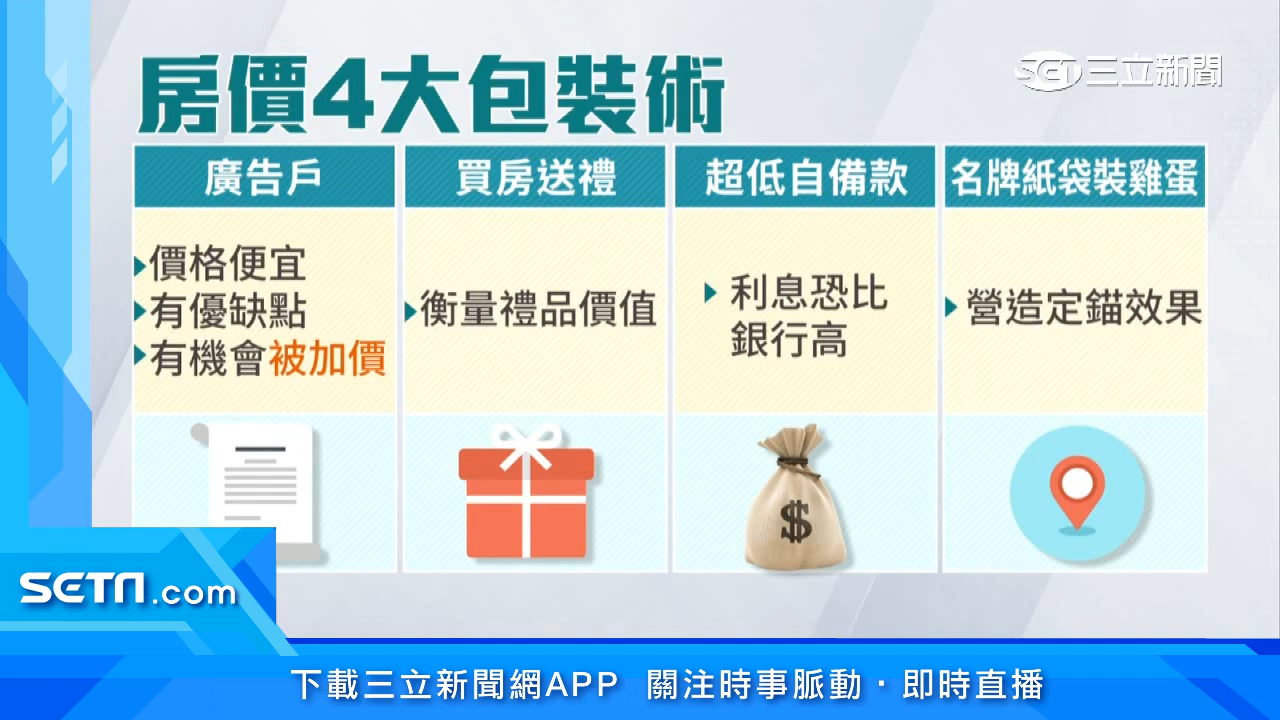 房價4大包裝術
SET三立新聞
廣告戶
價格便宜
有優缺點
有機會被加價
買房送禮
衡量禮品價值
超低自備款
利息恐比
銀行高
名牌紙袋裝雞蛋
營造定錨效果
$
SETN.com
下載三立新聞網APP 關注時事脈動・即時直播